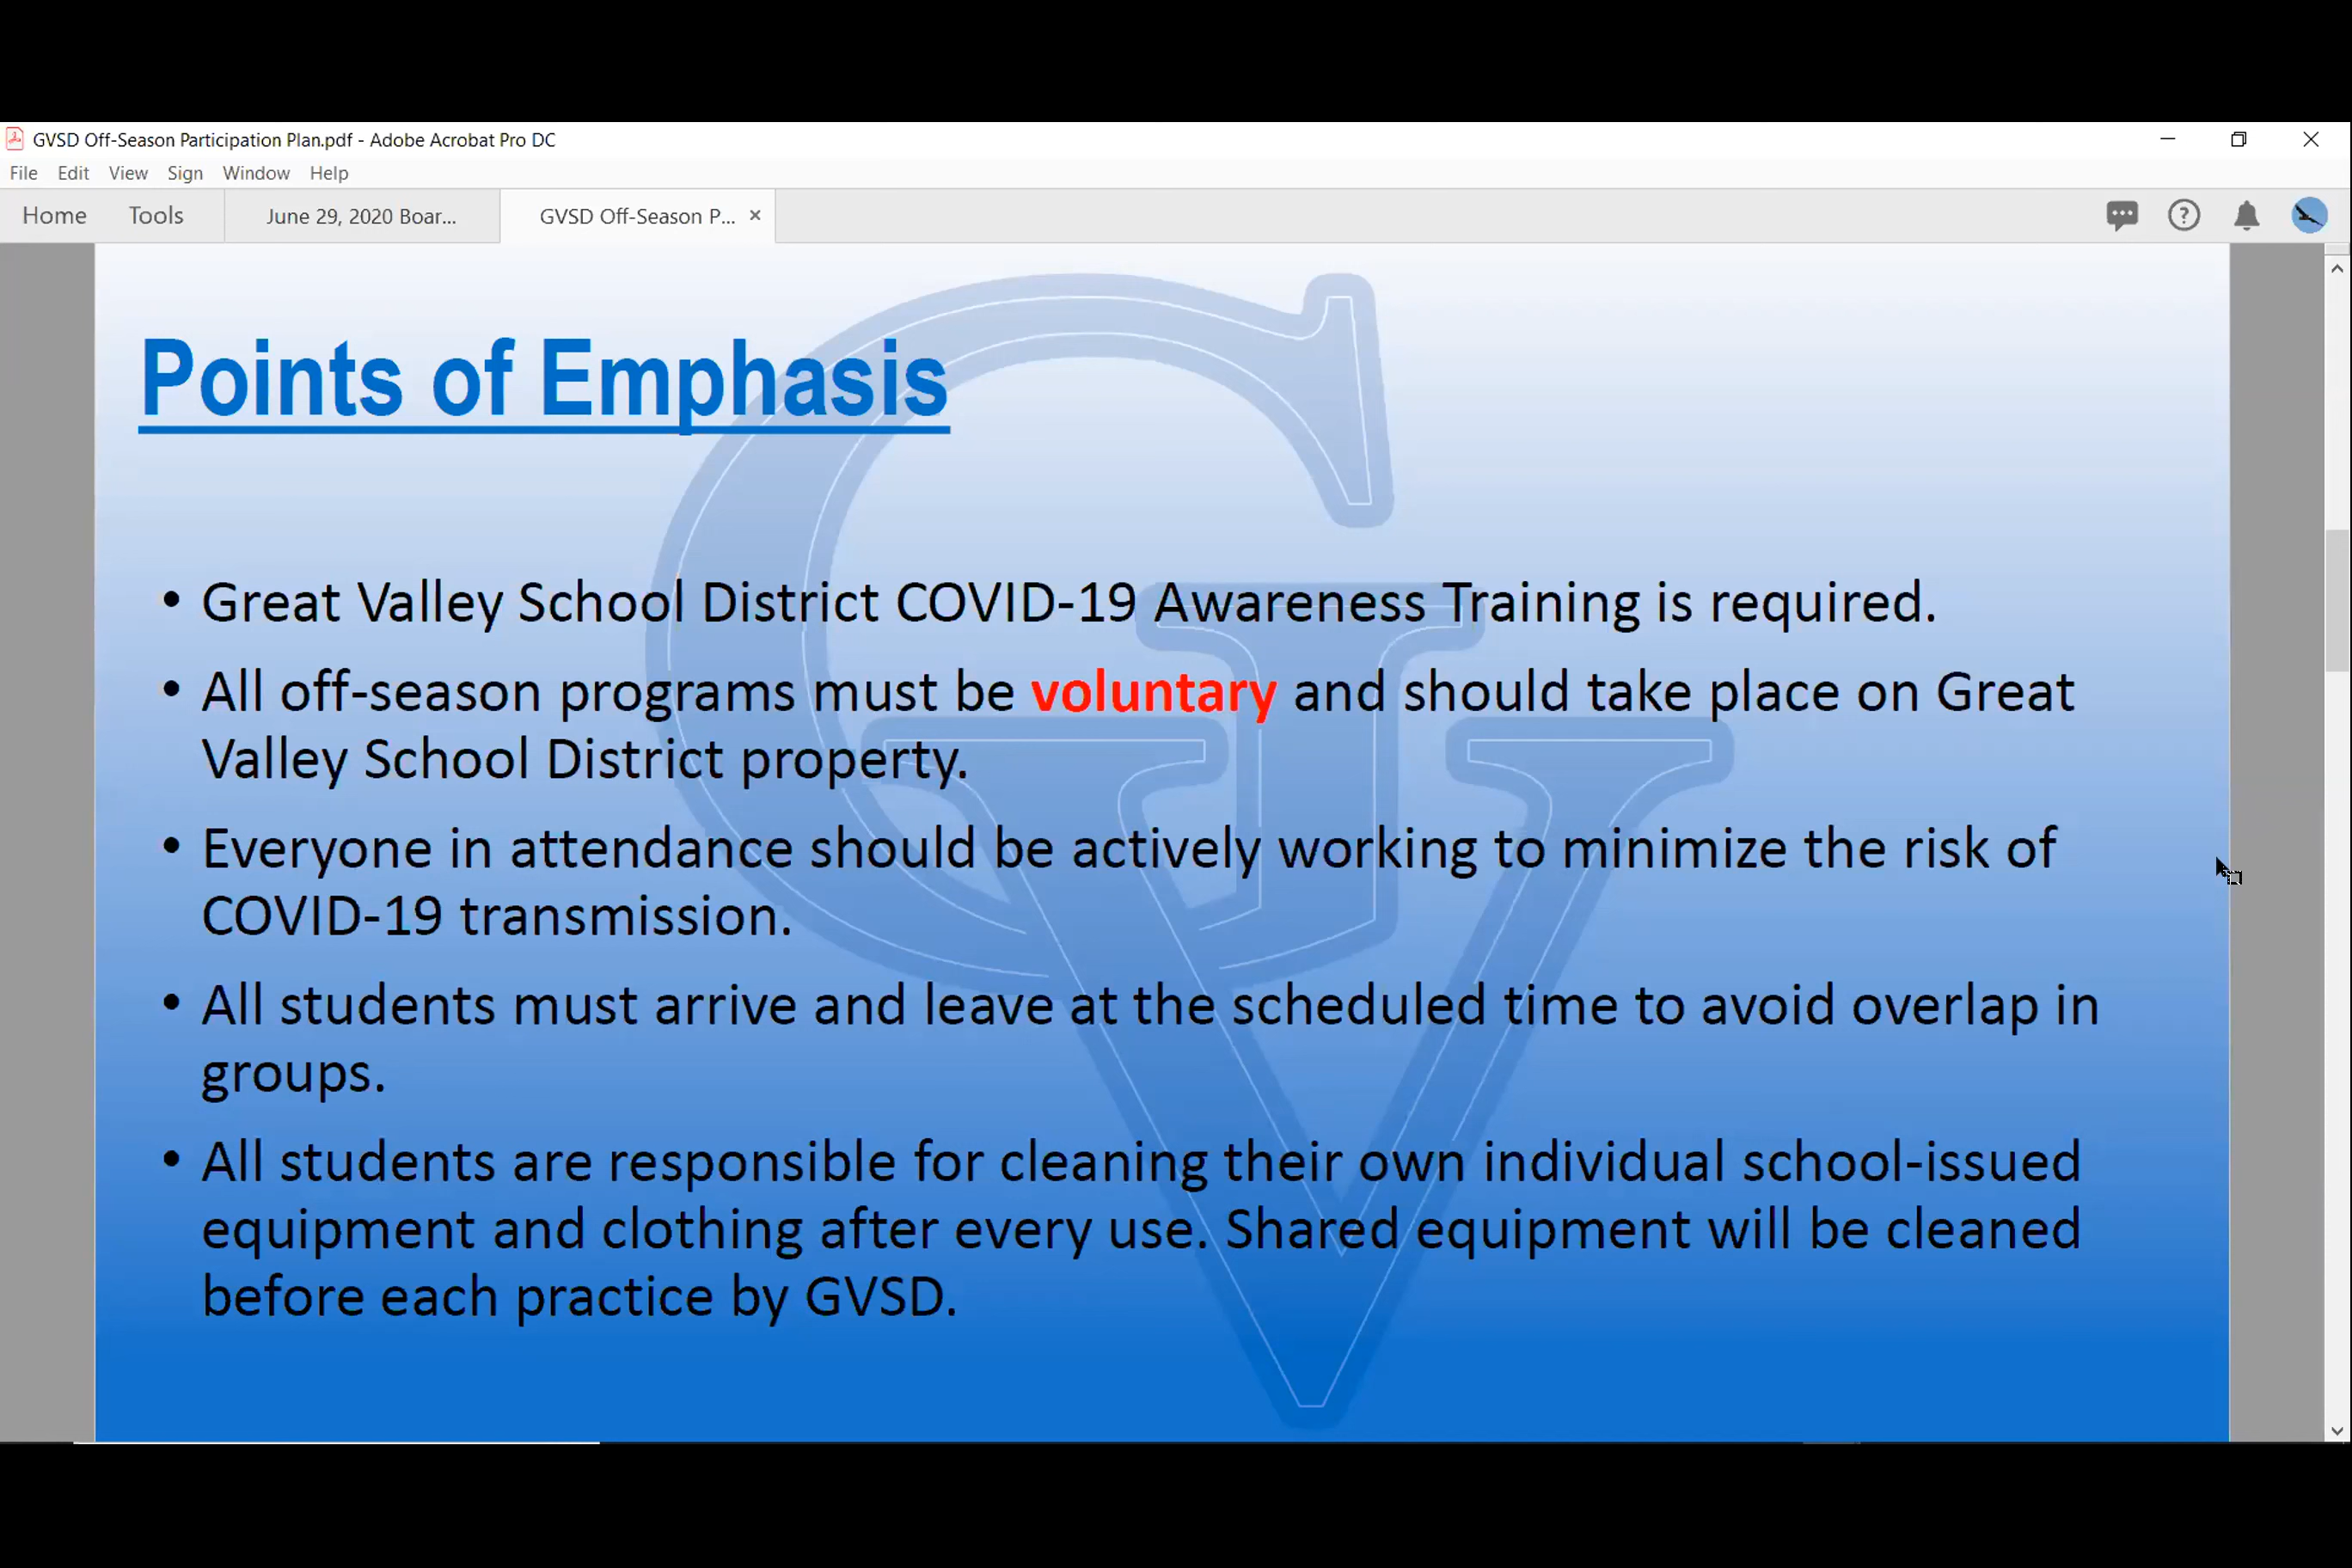 GVSD Off-Season Participation Plan.pdf - Adobe Acrobat Pro DC
File Edit View Sign Window Help
Home Tools June 29, 2020 Boar... GVSD Off-Season P...
Points of Emphasis
• Great Valley School District COVID-19 Awareness Training is required.
• All off-season programs must be voluntary and should take place on Great
Valley School District property.
• Everyone in attendance should be actively working to minimize the risk of
COVID-19 transmission.
• All students must arrive and leave at the scheduled time to avoid overlap in
groups.
• All students are responsible for cleaning their own individual school-issued
equipment and clothing after every use. Shared equipment will be cleaned
before each practice by GVSD.
GV